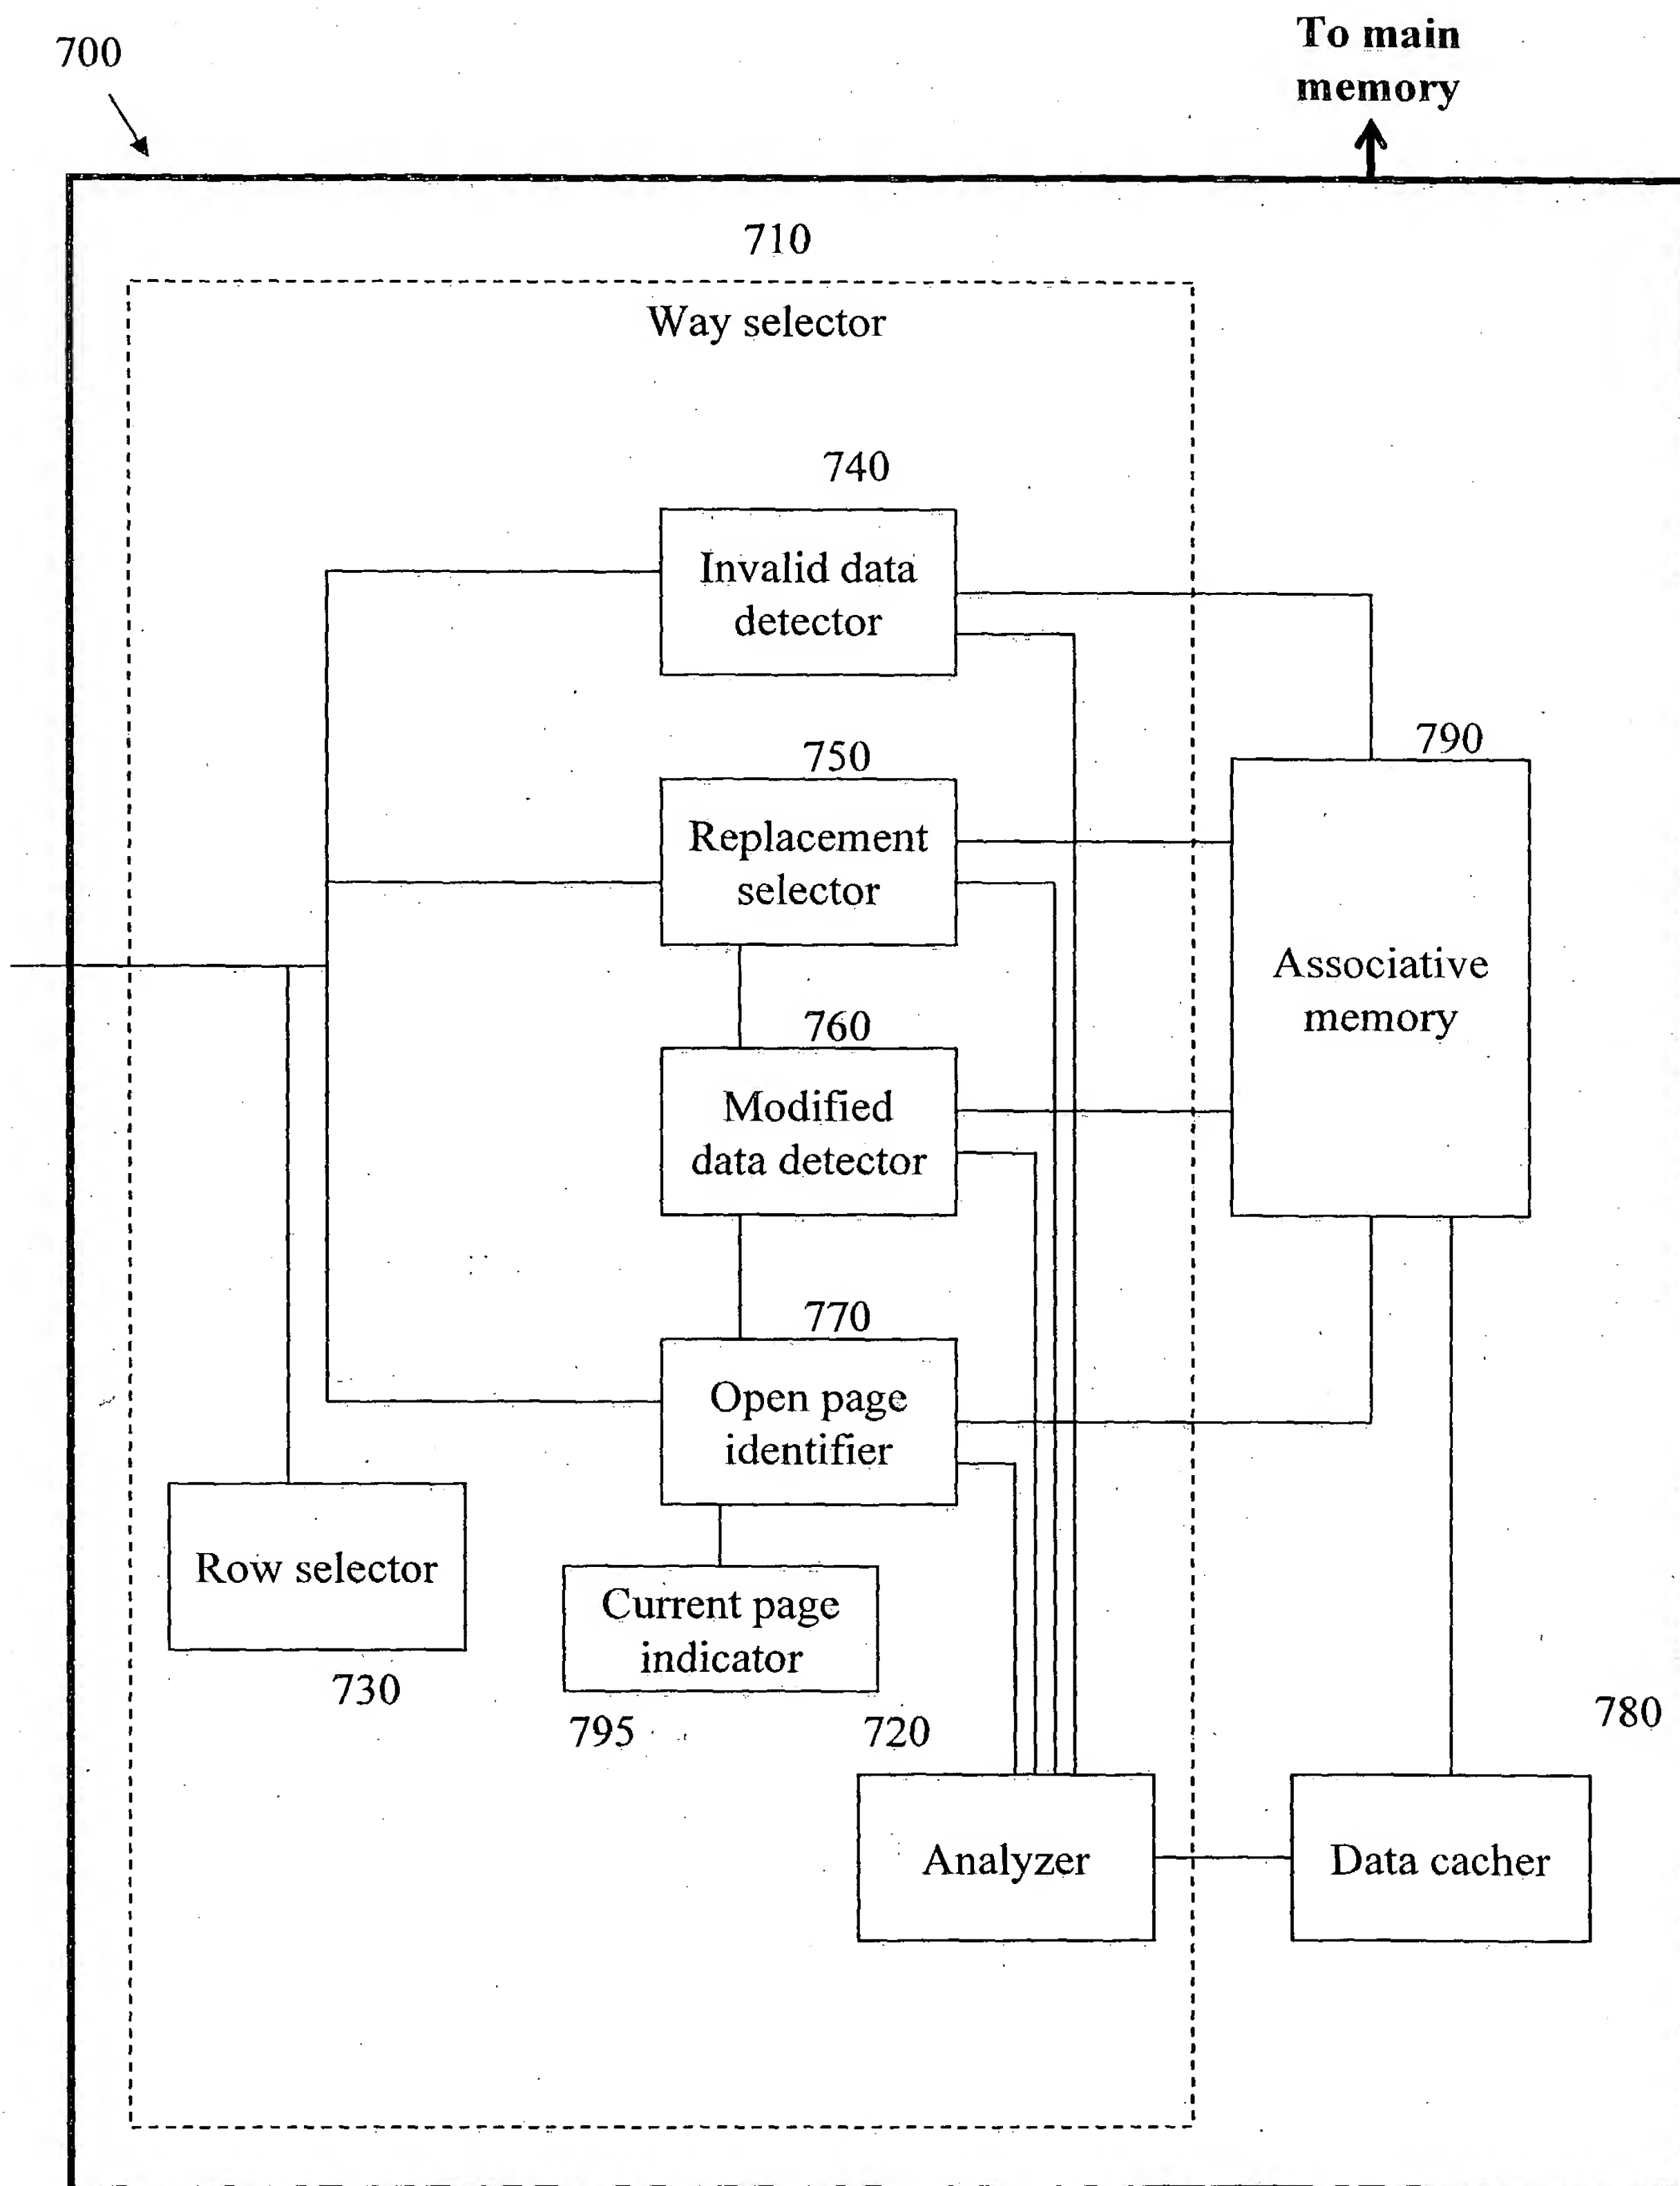 700
To main
memory
710
Way selector
740
Invalid data
detector
750
Replacement
selector
790
Associative
memory
760
Modified
data detector
770
Open page
identifier
Row selector
730
Current page
indicator
795
720
780
Analyzer
Data cacher